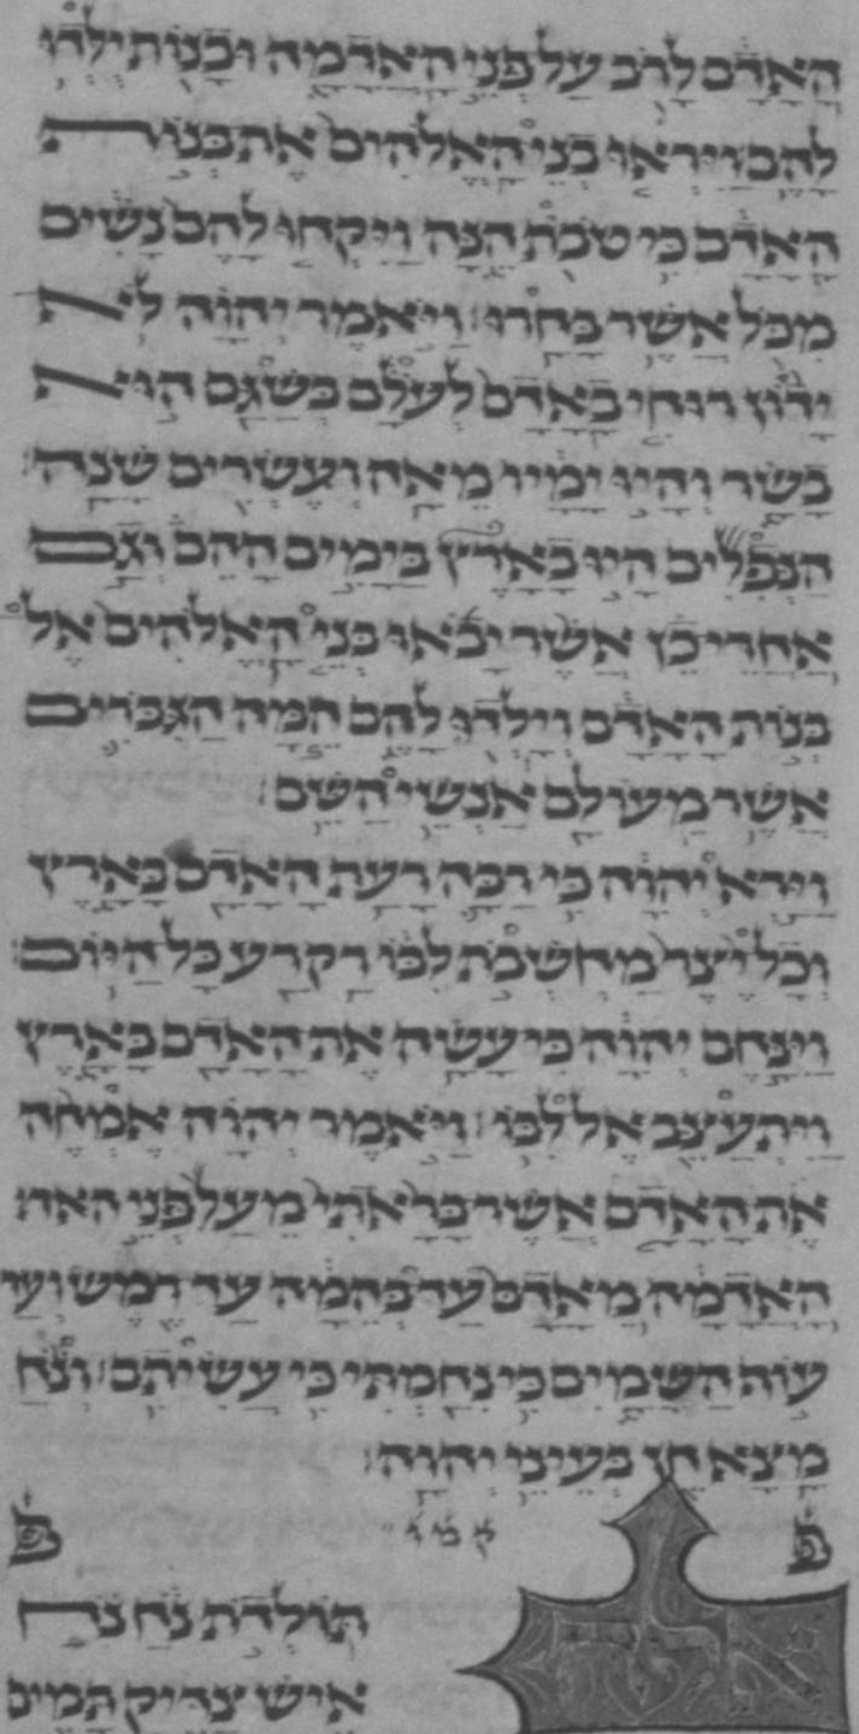 האדם לרב על פני האדמה ובנות ילדו
להם ויראו בני האלהים את בנות
האדם כי טבת הנה ויקחו להם נשים
מכל אשר בחרו ויאמר יהוה לא
ידון רוחי באדם לעלם בשגם הוא
בשר והיו ימיו מאה ועשרים שנה
הנפלים היו בארץ בימים ההם וגם
אחרי כן אשר יבאו בני האלהים אל
בנות האדם וילדו להם המה הגברים
אשר מעולם אנשי השם
וירא יהוה כי רבה רעת האדם בארץ
וכל יצר מחשבת לבו רק רע כל היום
וינחם יהוה כי עשה את האדם בארץ
ויתעצב אל לבו ויאמר יהוה אמחה
את האדם אשר בראתי מעל פני האד
האדמה מאדם עד בהמה עד רמש ועד
עוף השמים כי נחמתי כי עשיתם ונח
מצא חן בעיני יהוה
פ קמו פ
אלה תולדת נח נח
איש צדיק תמים